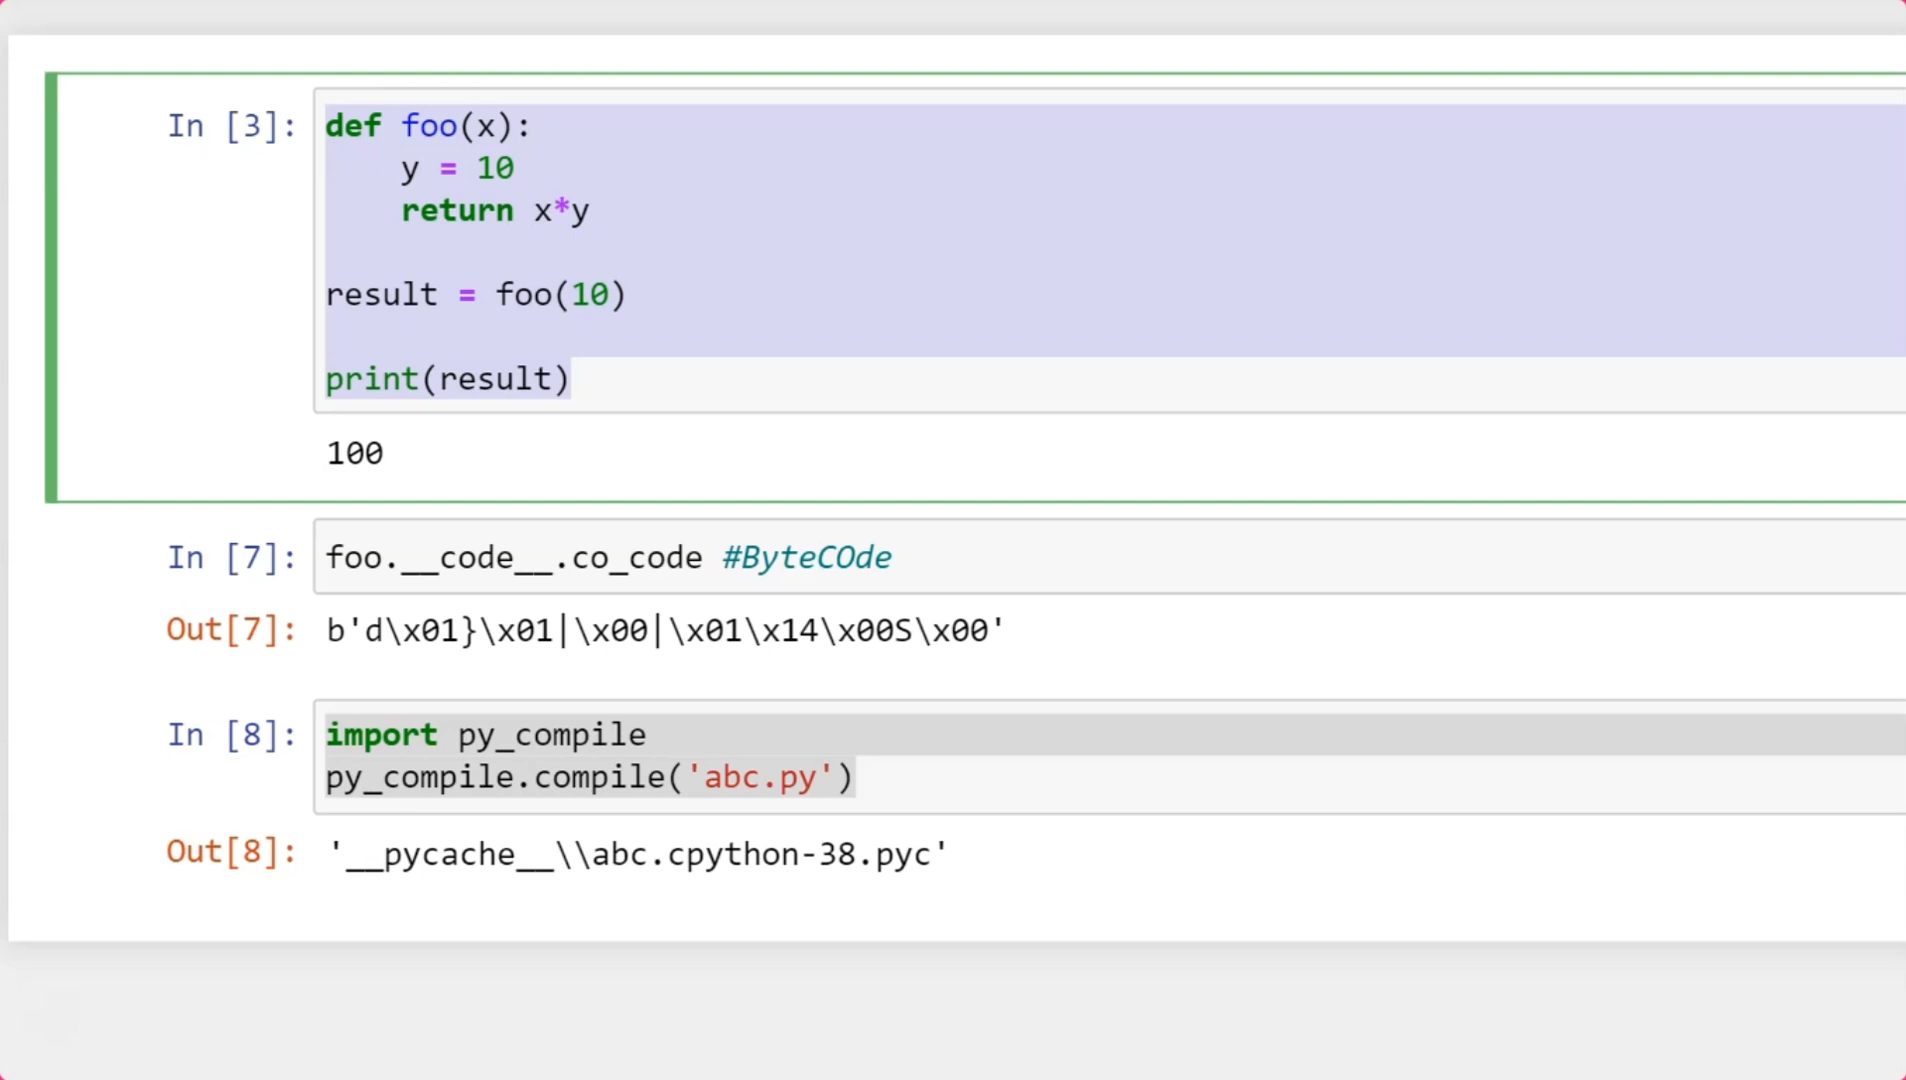 In [3]: def foo(x):
    y = 10
    return x*y
result = foo(10)
print(result)
100
In [7]: foo.__code__.co_code #ByteCOde
Out[7]: b'd\x01}\x01|\x00|\x01\x14\x00S\x00'
In [8]: import py_compile
py_compile.compile('abc.py')
Out[8]: '__pycache__\\abc.cpython-38.pyc'